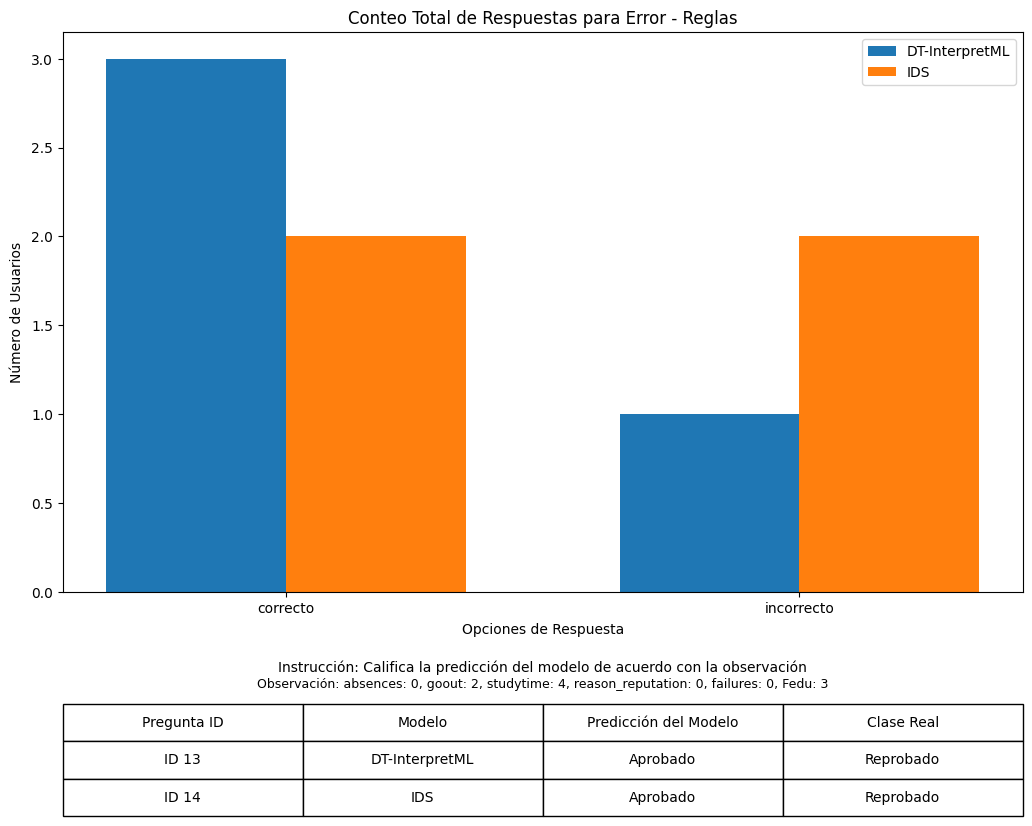 Conteo Total de Respuestas para Error - Reglas
DT-InterpretML
IDS
3.0
2.5
2.0
1.5
1.0
0.5
0.0
Número de Usuarios
correcto
incorrecto
Opciones de Respuesta
Instrucción: Califica la predicción del modelo de acuerdo con la observación
Observación: absences: 0, goout: 2, studytime: 4, reason_reputation: 0, failures: 0, Fedu: 3
Pregunta ID Modelo Predicción del Modelo Clase Real
ID 13 DT-InterpretML Aprobado Reprobado
ID 14 IDS Aprobado Reprobado